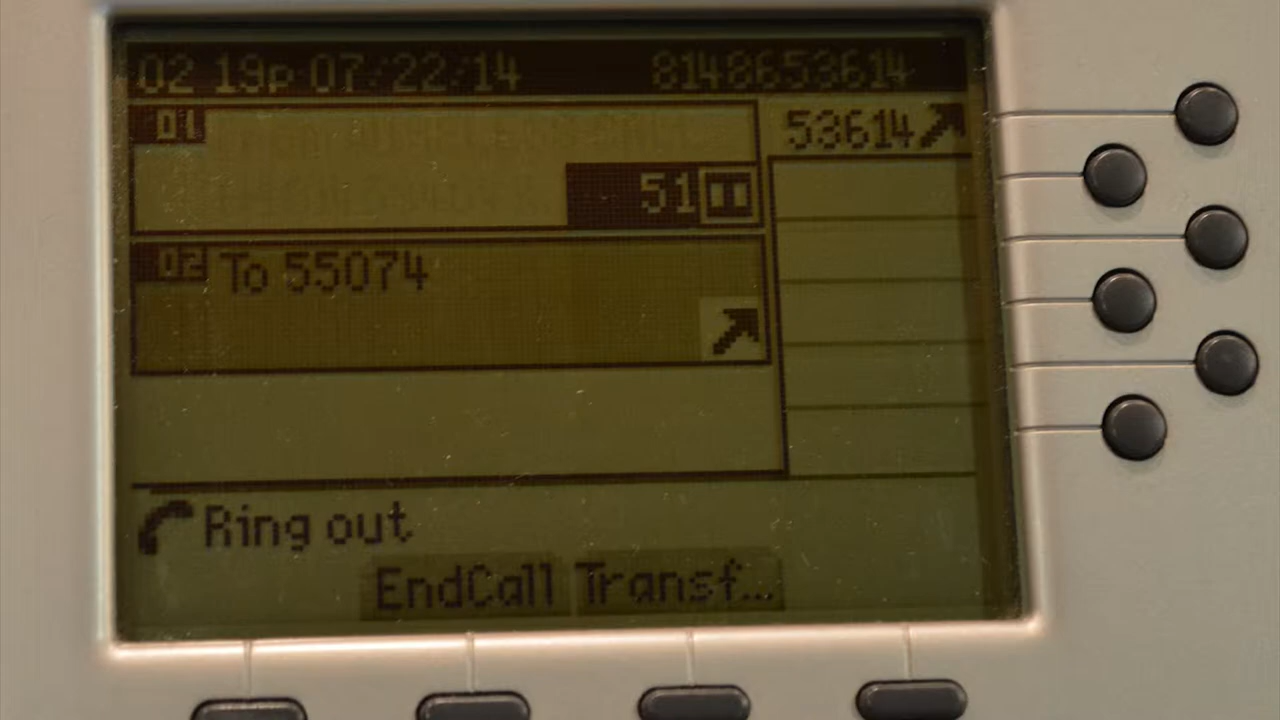 02 19p 07/22/14 8148653614
01
53614
51
02 To 55074
Ring out
EndCall Transf...